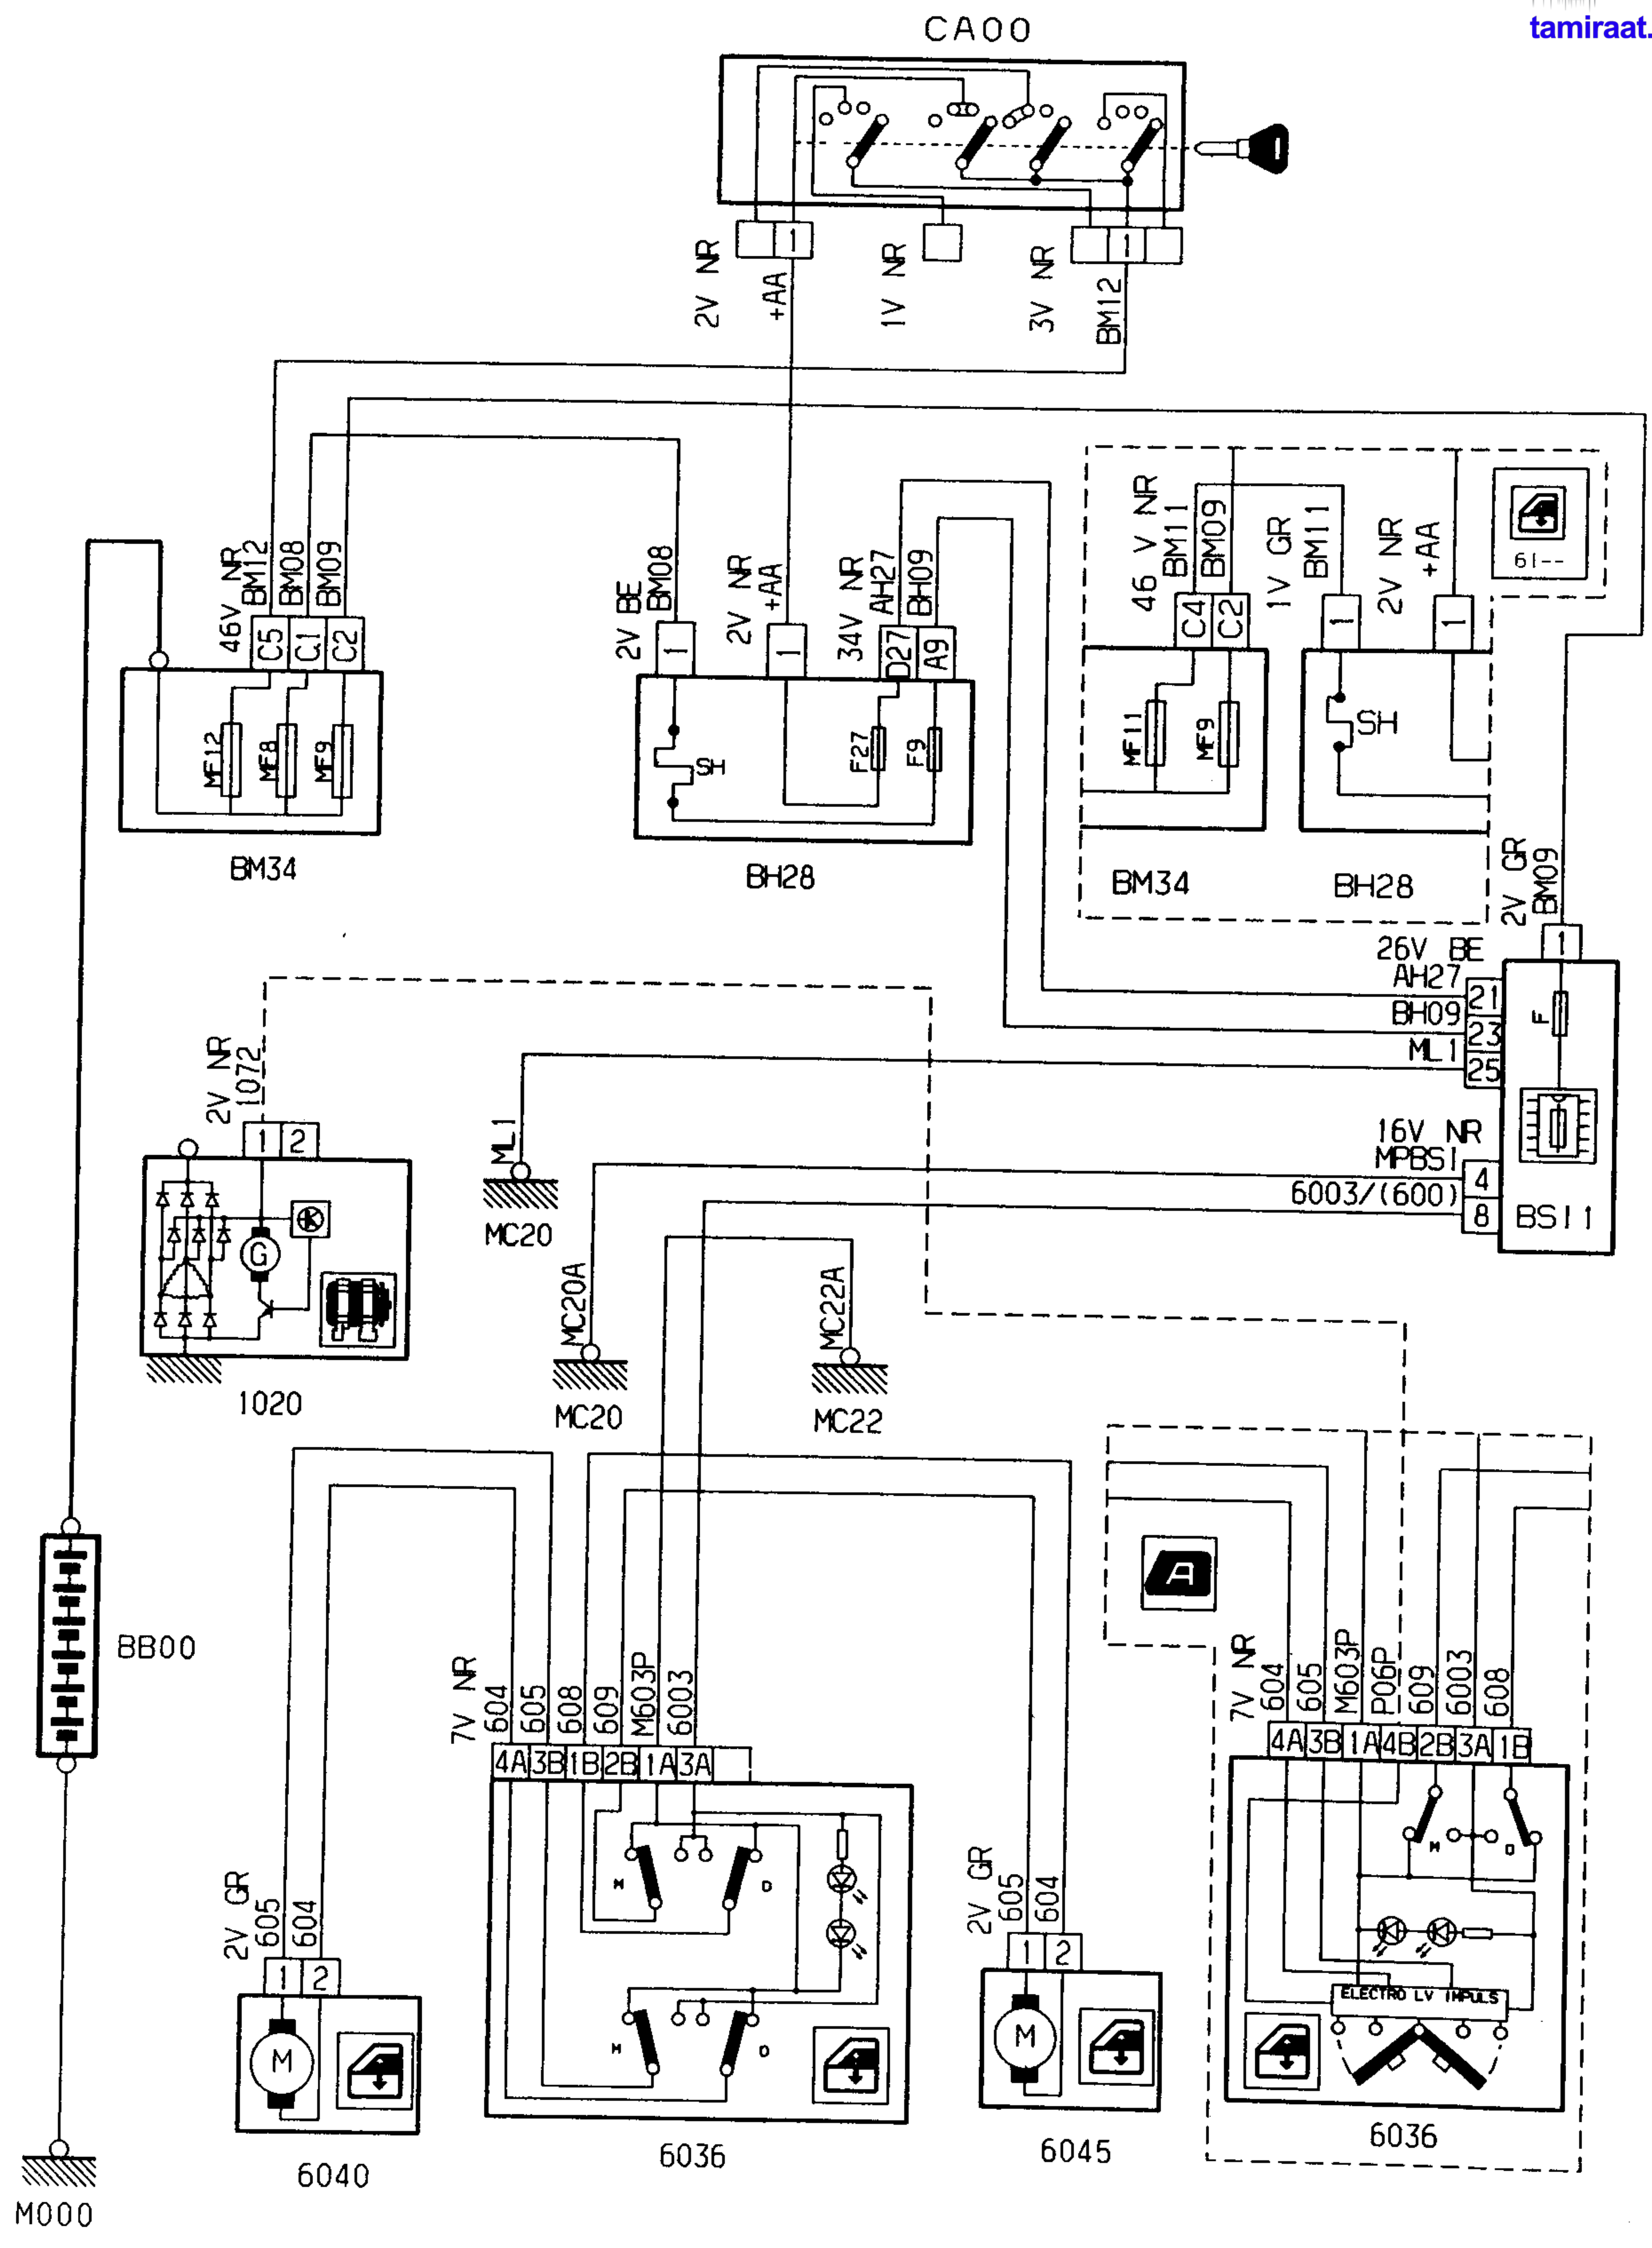 tamiraat.
CA00
2V NR
+AA
1
1V NR
3V NR
BM12
1
46V NR
BM12
BM08
BM09
C5
C1
C2
MF12
MF8
MF9
BM34
2V BE
BM08
1
2V NR
+AA
1
34V NR
AH27
BH09
D27
A9
SH
F27
F9
BH28
46 V NR
BM11
BM09
C4
C2
MF11
MF9
BM34
1V GR
BM11
1
2V NR
+AA
1
SH
BH28
--19
2V GR
BM09
1
26V BE
AH27
21
BH09
23
ML1
25
F
16V NR
MPBSI
4
6003/(600)
8
BSI1
2V NR
1072
1
2
G
1020
ML1
MC20
MC20A
MC20
MC22A
MC22
BB00
M000
2V GR
605
604
1
2
M
6040
7V NR
604
605
608
609
M603P
6003
4A
3B
1B
2B
1A
3A
M
D
M
D
6036
2V GR
605
604
1
2
M
6045
A
7V NR
604
605
M603P
P06P
609
6003
608
4A
3B
1A
4B
2B
3A
1B
M
D
ELECTRO LV IMPULS
6036